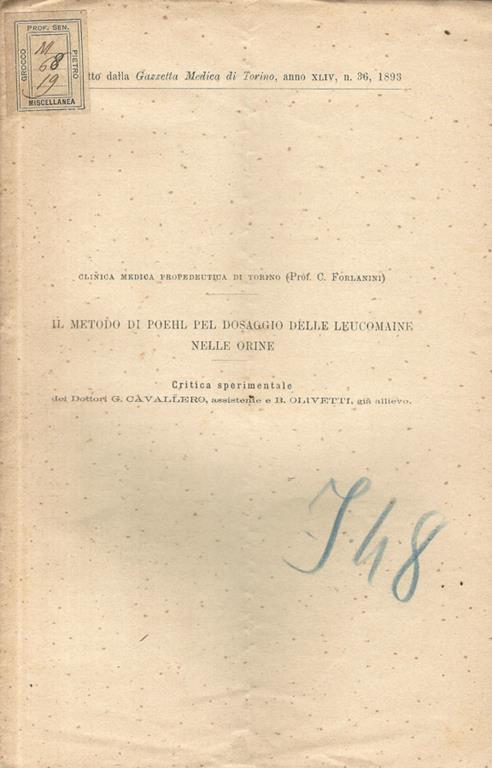 PROF. SEN.
GROCCO
PIETRO
M
68
19
MISCELLANEA
tto dalla Gazzetta Medica di Torino, anno XLIV, n. 36, 1893
CLINICA MEDICA PROPEDEUTICA DI TORINO (Prof. C. FORLANINI)
IL METODO DI POEHL PEL DOSAGGIO DELLE LEUCOMAINE
NELLE ORINE
Critica sperimentale
dei Dottori G. CAVALLERO, assistente e B. OLIVETTI, già allievo.
J48